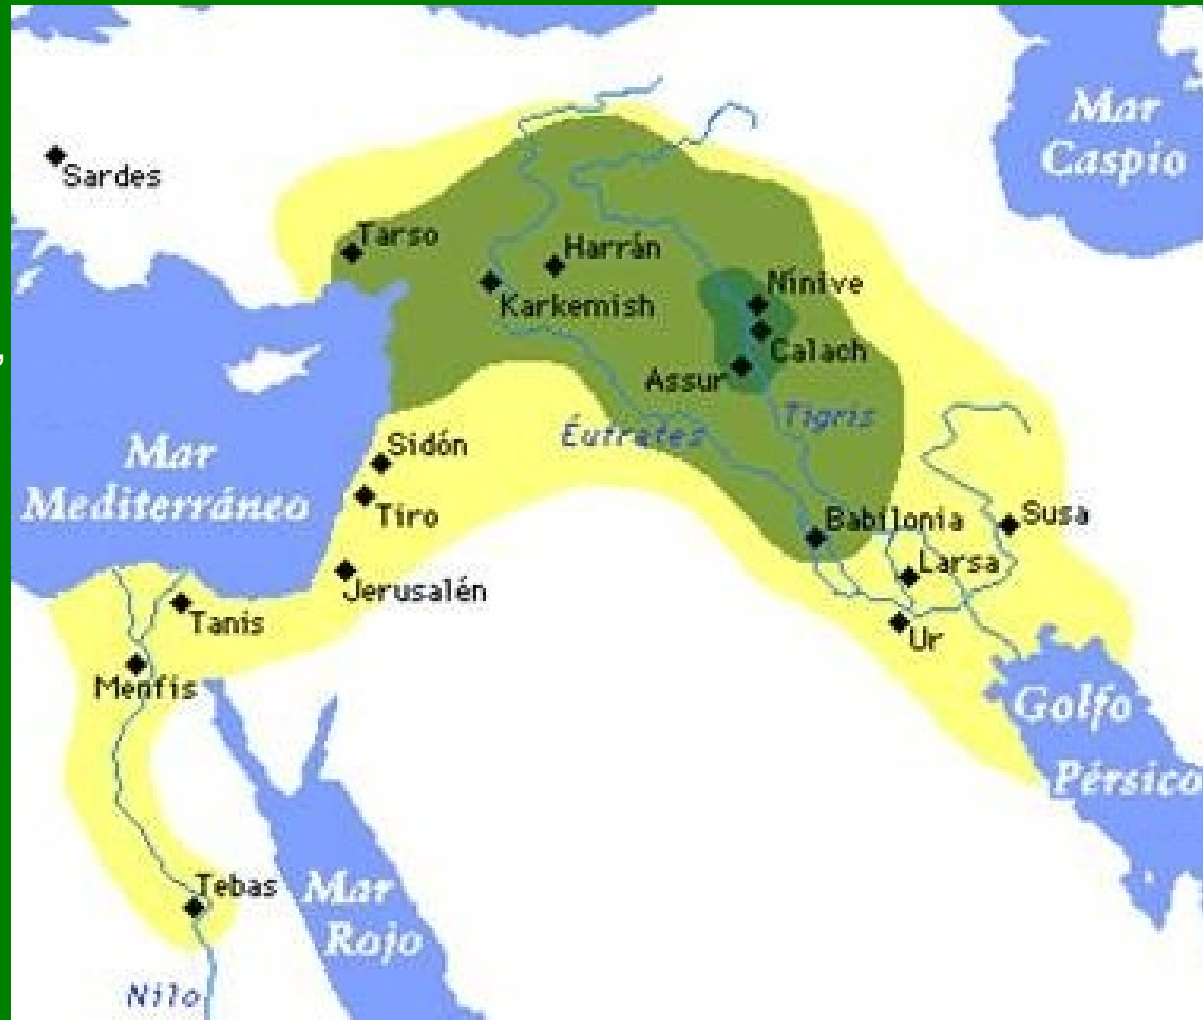 Mar
Caspio
Sardes
Tarso
Harrán
Nínive
Karkemish
Calach
Assur
Tigris
Éufrates
Mar
Mediterráneo
Sidón
Tiro
Babilonia
Susa
Larsa
Jerusalén
Tanis
Ur
Menfis
Golfo
Pérsico
Tebas
Mar
Rojo
Nilo